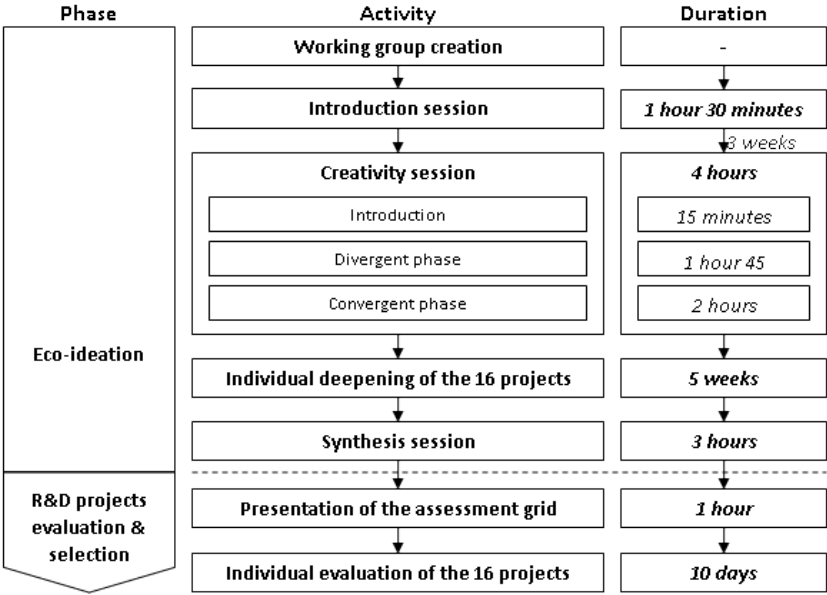 Phase Activity Duration
Working group creation -
Introduction session 1 hour 30 minutes
3 weeks
Creativity session 4 hours
Introduction 15 minutes
Divergent phase 1 hour 45
Convergent phase 2 hours
Eco-ideation
Individual deepening of the 16 projects 5 weeks
Synthesis session 3 hours
R&D projects
evaluation &
selection
Presentation of the assessment grid 1 hour
Individual evaluation of the 16 projects 10 days